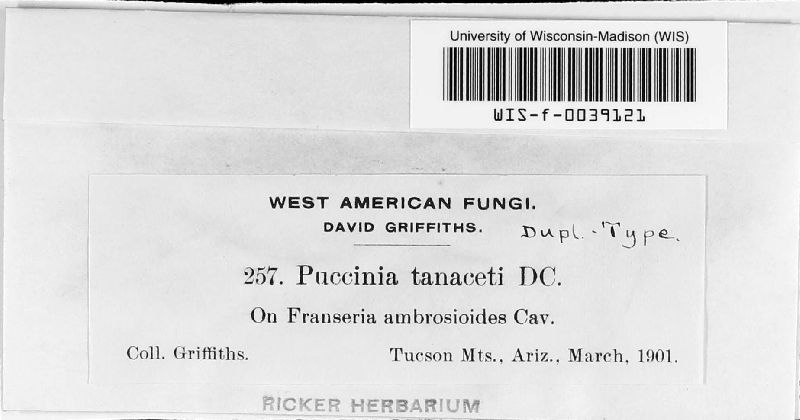 University of Wisconsin-Madison (WIS)
WIS-f-0039121
WEST AMERICAN FUNGI.
DAVID GRIFFITHS.
Dupl.-Type.
257. Puccinia tanaceti DC.
On Franseria ambrosioides Cav.
Coll. Griffiths. Tucson Mts., Ariz., March, 1901.
RICKER HERBARIUM